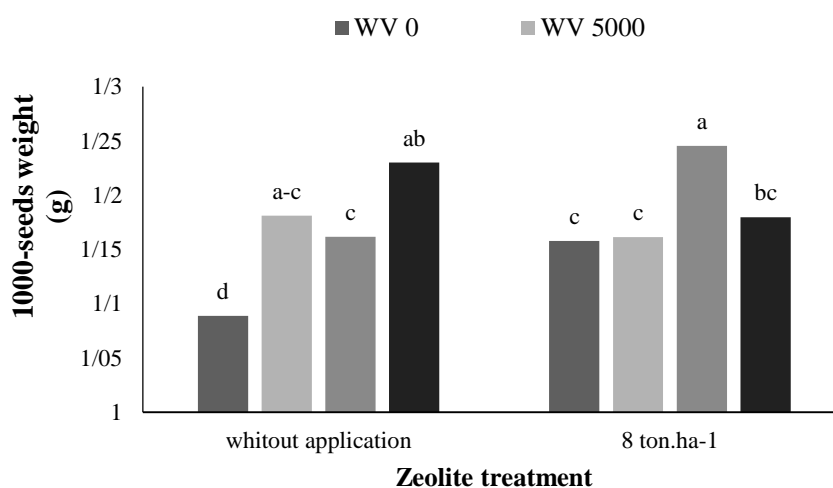 WV 0 WV 5000
1000-seeds weight
(g)
1/3
1/25
1/2
1/15
1/1
1/05
1
d
a-c
c
ab
c
c
a
bc
whitout application
8 ton.ha-1
Zeolite treatment